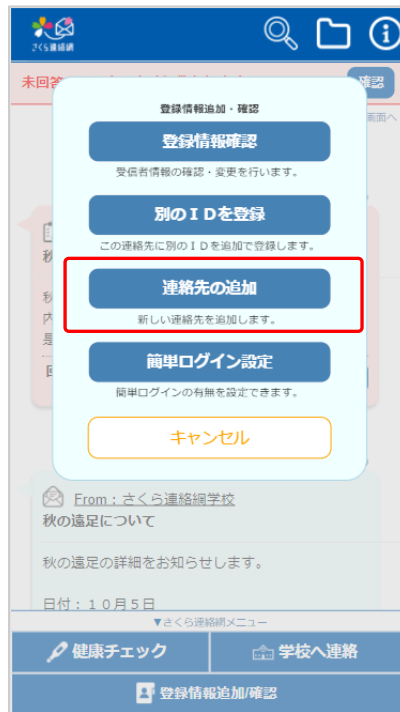 さくら連絡網
未回答
確認
画面へ
登録情報追加・確認
登録情報確認
受信者情報の確認・変更を行います。
別のIDを登録
この連絡先に別のIDを追加で登録します。
連絡先の追加
新しい連絡先を追加します。
簡単ログイン設定
簡単ログインの有無を設定できます。
キャンセル
秋
秋
内
是
From:さくら連絡網学校
秋の遠足について
秋の遠足の詳細をお知らせします。
日付:10月5日
▼さくら連絡網メニュー
健康チェック
学校へ連絡
登録情報追加/確認